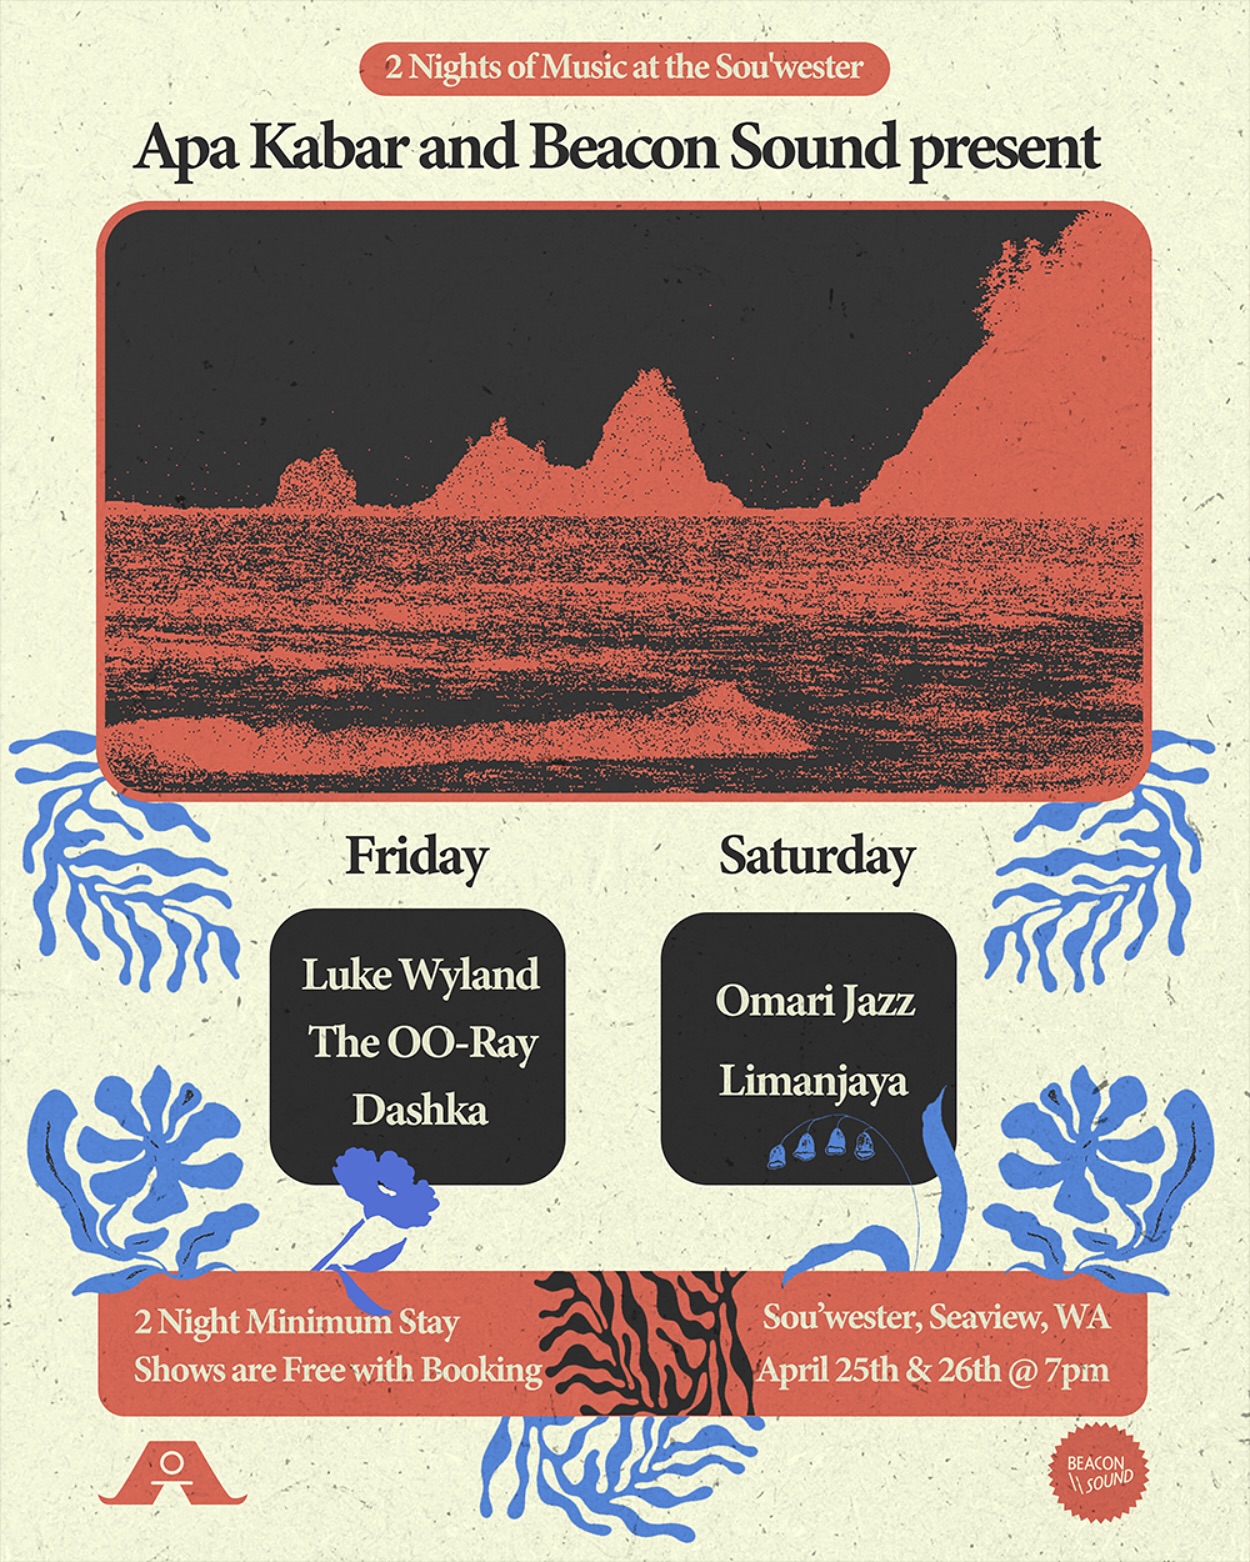 2 Nights of Music at the Sou'wester
Apa Kabar and Beacon Sound present
Friday
Luke Wyland
The OO-Ray
Dashka
Saturday
Omari Jazz
Limanjaya
2 Night Minimum Stay
Shows are Free with Booking
Sou’wester, Seaview, WA
April 25th & 26th @ 7pm
BEACON
\\ SOUND